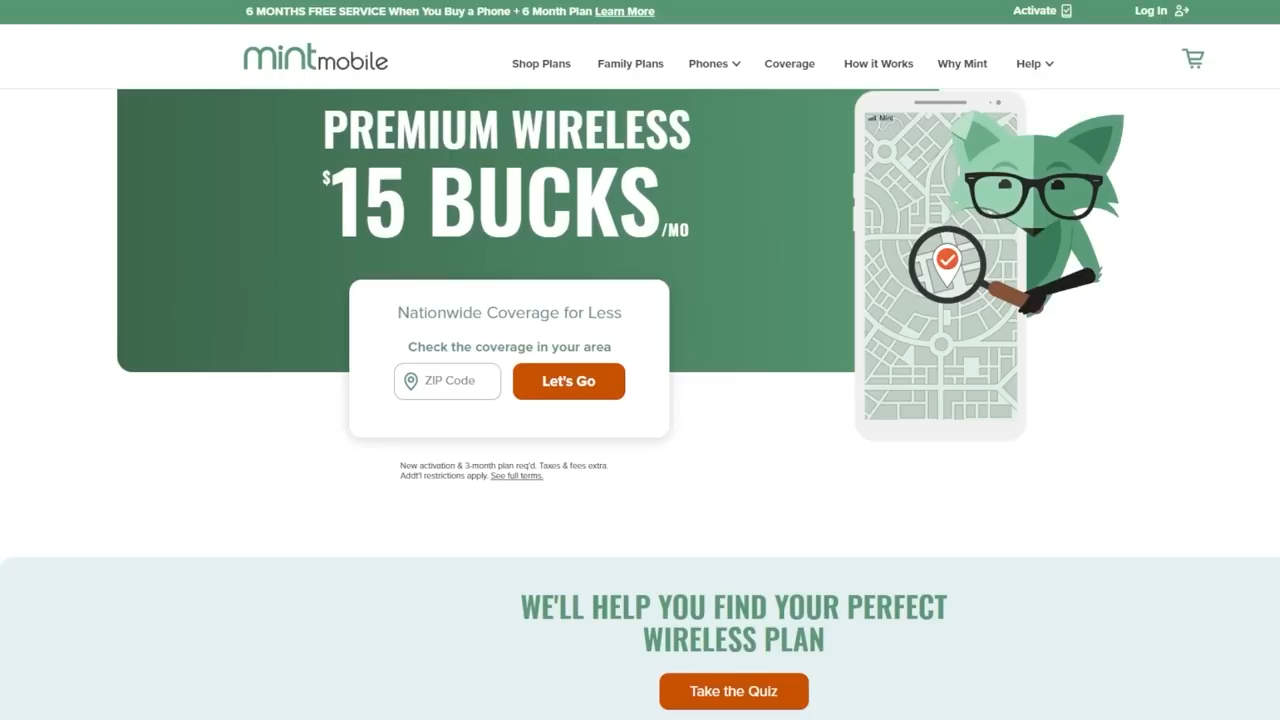 6 MONTHS FREE SERVICE When You Buy a Phone + 6 Month Plan Learn More
Activate
Log In
mintmobile
Shop Plans
Family Plans
Phones
Coverage
How it Works
Why Mint
Help
PREMIUM WIRELESS
$15 BUCKS/MO
Mint
Nationwide Coverage for Less
Check the coverage in your area
ZIP Code
Let's Go
New activation & 3-month plan req'd. Taxes & fees extra.
Addt'l restrictions apply. See full terms.
WE'LL HELP YOU FIND YOUR PERFECT
WIRELESS PLAN
Take the Quiz